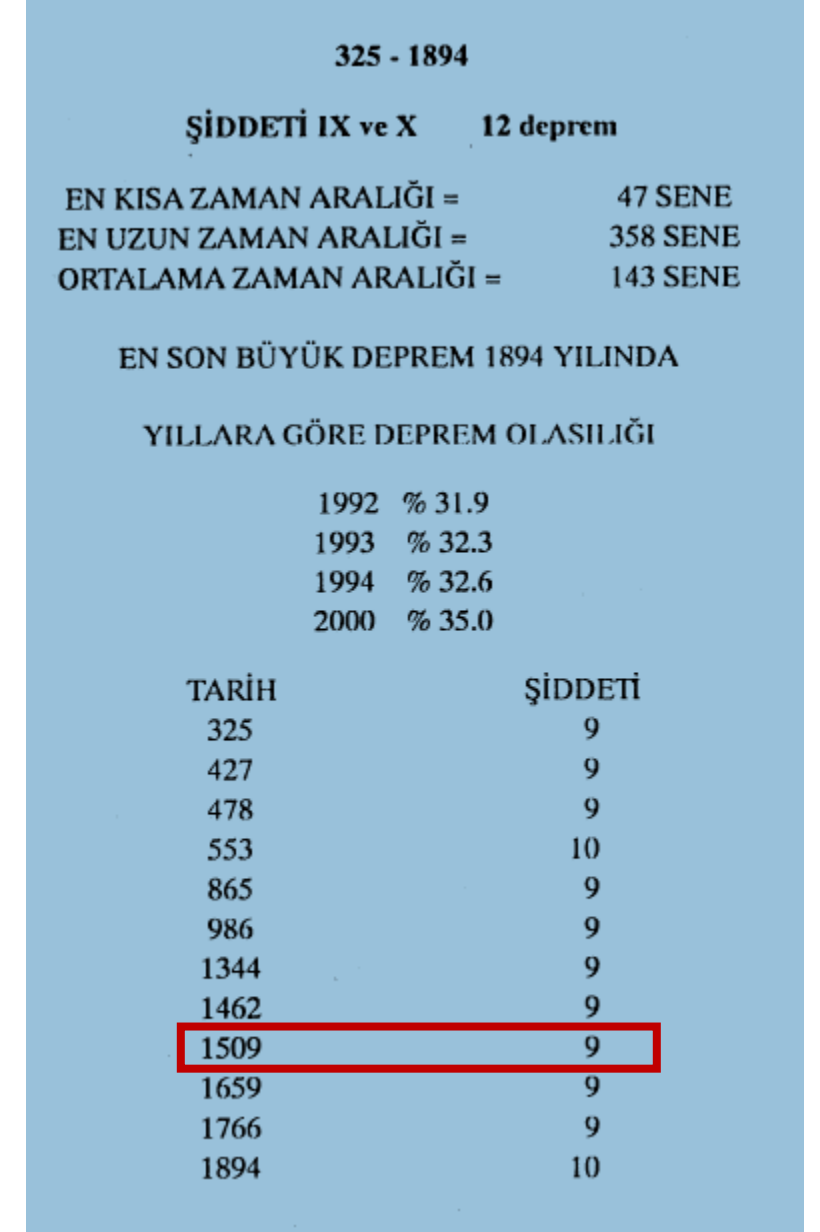 325 - 1894
ŞİDDETİ IX ve X 12 deprem
EN KISA ZAMAN ARALIĞI = 47 SENE
EN UZUN ZAMAN ARALIĞI = 358 SENE
ORTALAMA ZAMAN ARALIĞI = 143 SENE
EN SON BÜYÜK DEPREM 1894 YILINDA
YILLARA GÖRE DEPREM OLASILIĞI
1992 % 31.9
1993 % 32.3
1994 % 32.6
2000 % 35.0
TARİH ŞİDDETİ
325 9
427 9
478 9
553 10
865 9
986 9
1344 9
1462 9
1509 9
1659 9
1766 9
1894 10